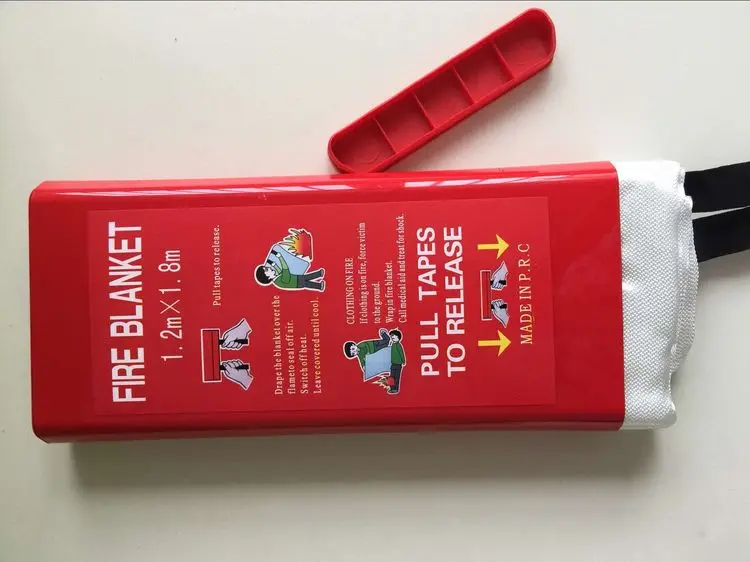 FIRE BLANKET
1.2m×1.8m
Pull tapes to release.
Drape the blanket over the
flame to seal off air.
Switch off heat.
Leave covered until cool.
CLOTHING ON FIRE
if clothing is on fire, force victim
to the ground.
Wrap in fire blanket.
Call medical aid and treat for shock.
PULL TAPES
TO RELEASE
MADE IN P.R.C